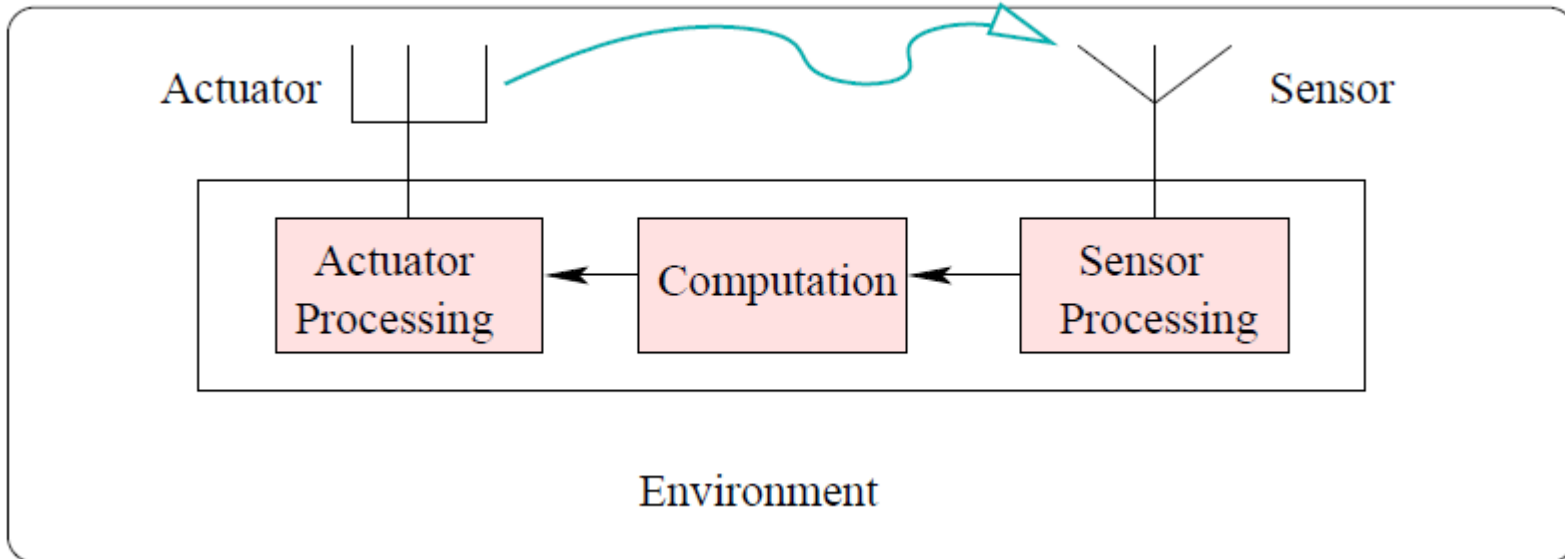 Actuator
Sensor
Actuator
Processing
Computation
Sensor
Processing
Environment